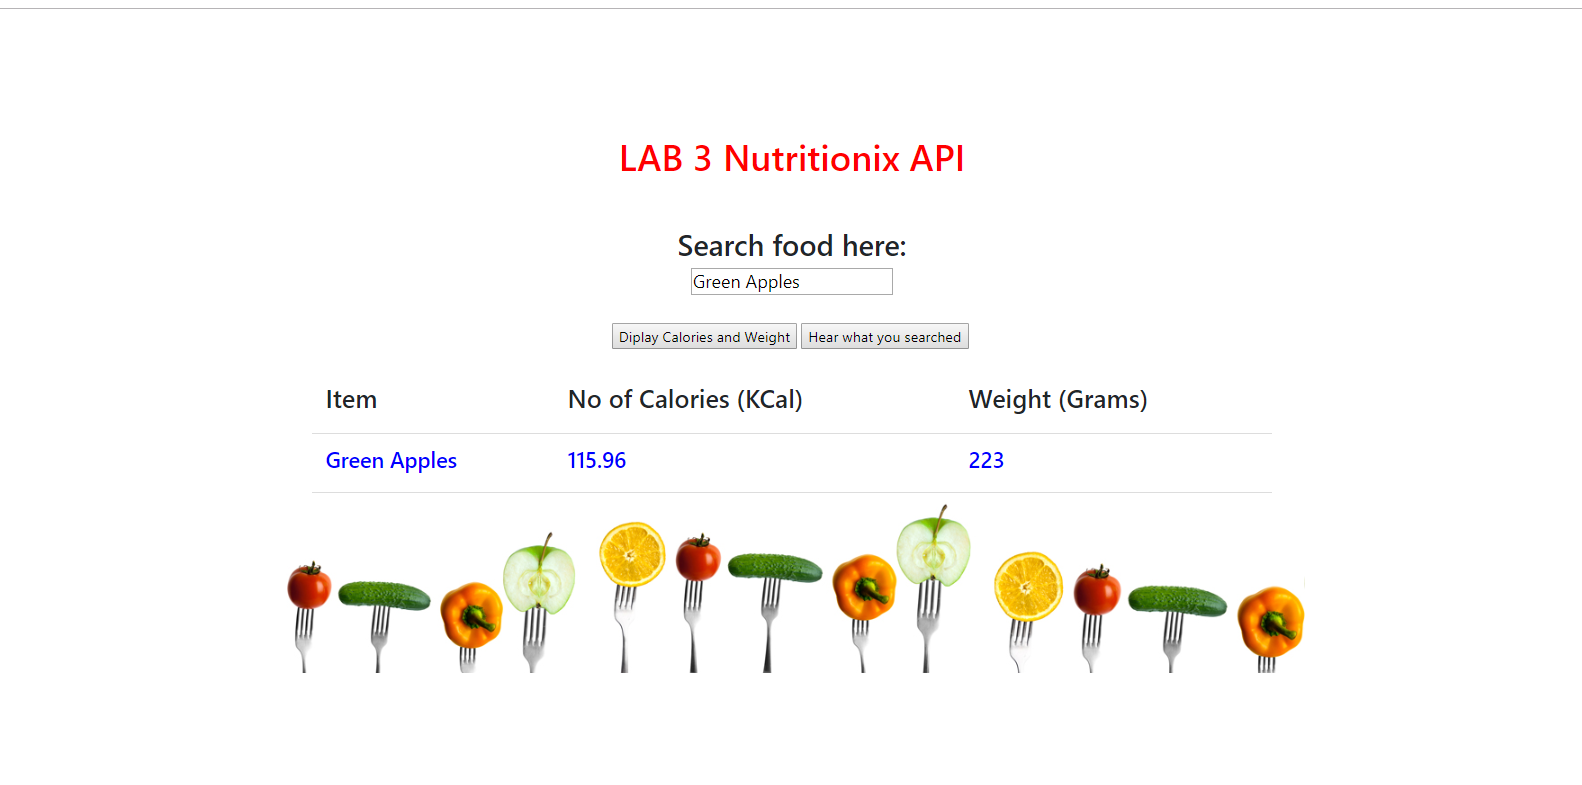 LAB 3 Nutritionix API
Search food here:
Green Apples
Diplay Calories and Weight Hear what you searched
Item No of Calories (KCal) Weight (Grams)
Green Apples 115.96 223